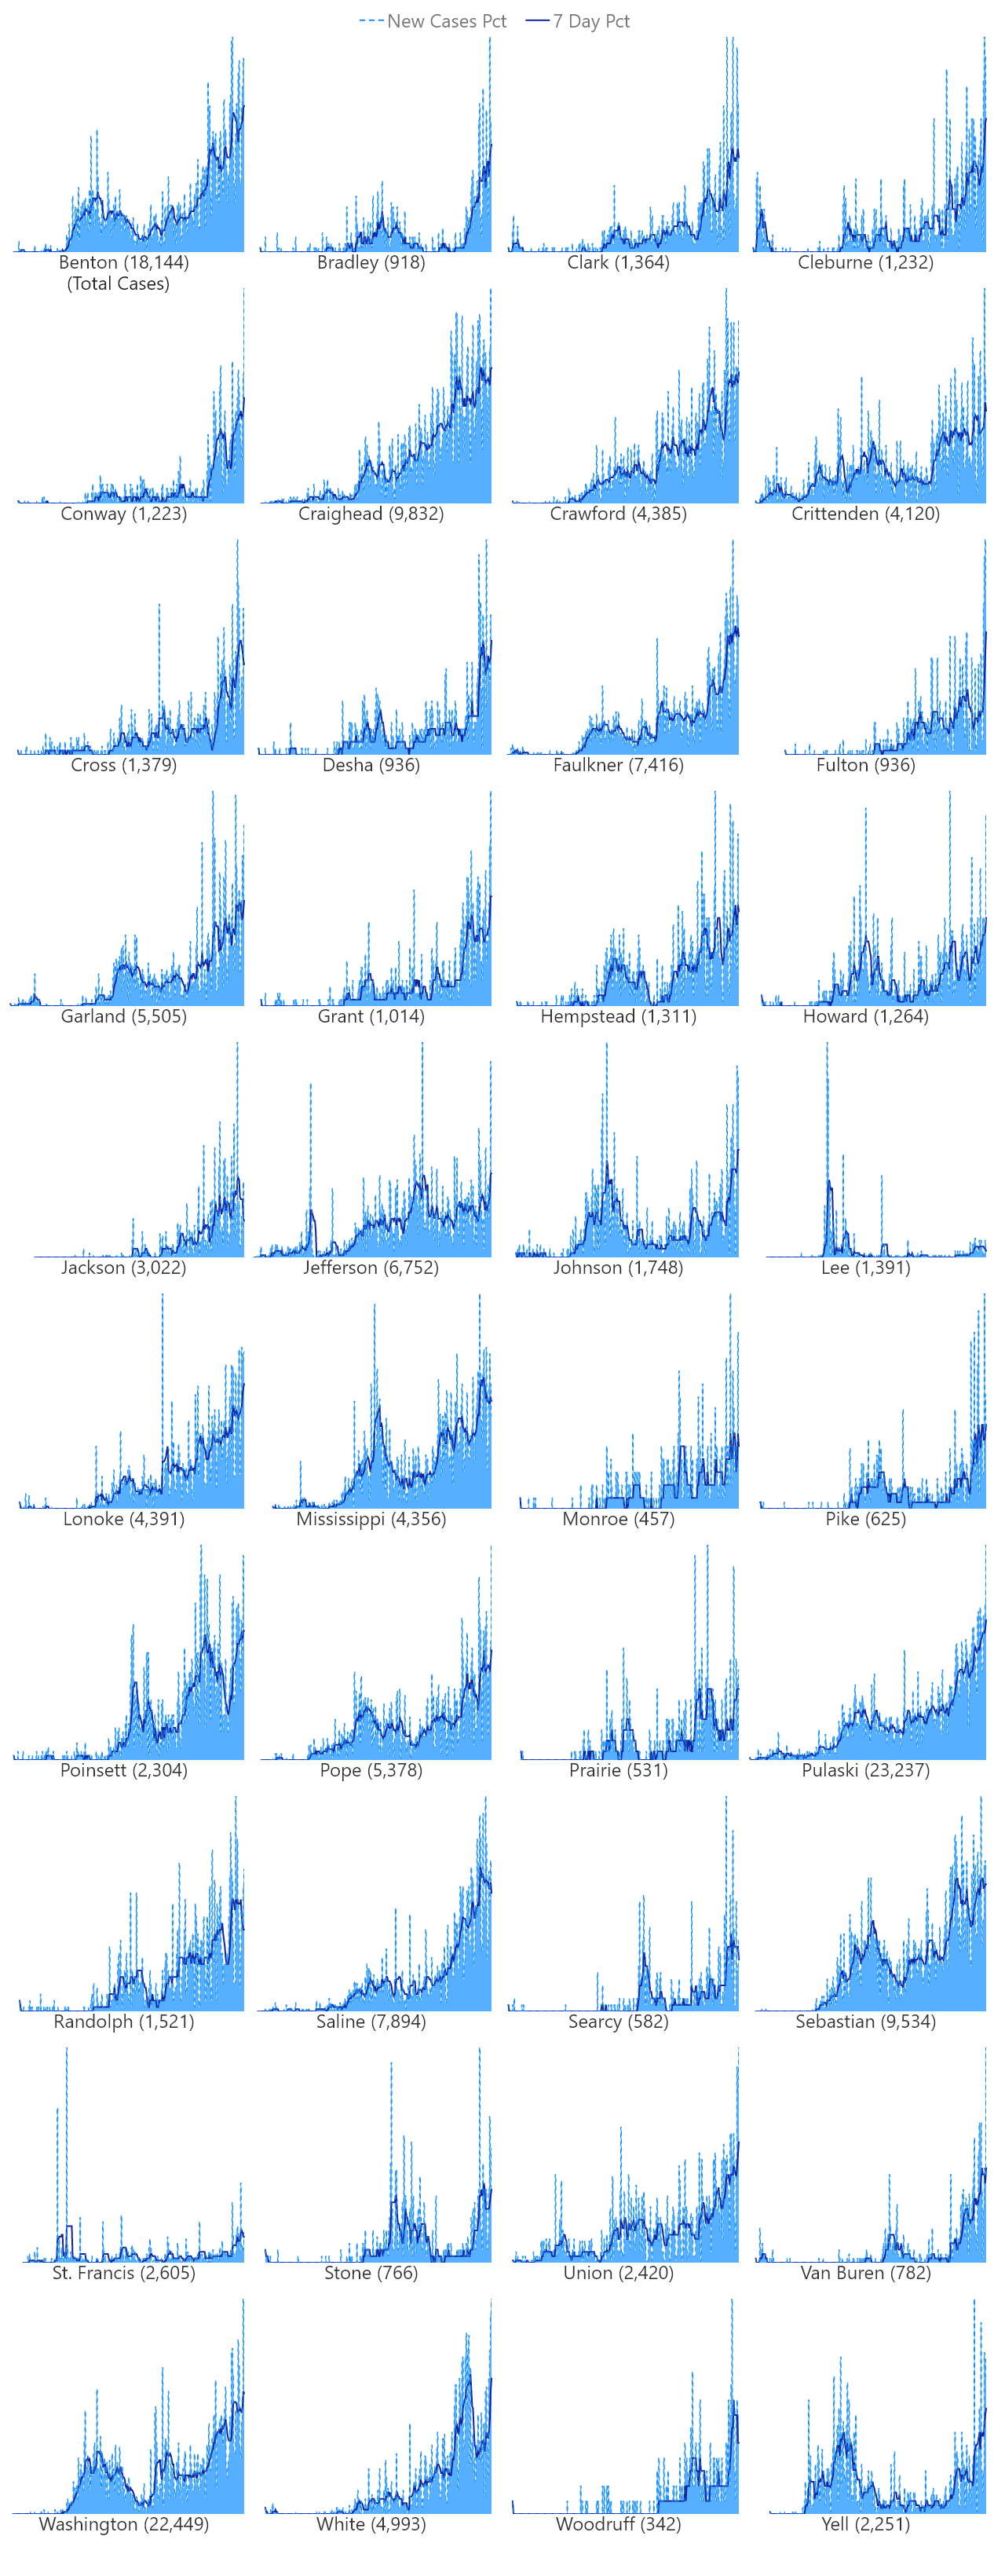 New Cases Pct 7 Day Pct
Benton (18,144) Bradley (918) Clark (1,364) Cleburne (1,232)
(Total Cases)
Conway (1,223) Craighead (9,832) Crawford (4,385) Crittenden (4,120)
Cross (1,379) Desha (936) Faulkner (7,416) Fulton (936)
Garland (5,505) Grant (1,014) Hempstead (1,311) Howard (1,264)
Jackson (3,022) Jefferson (6,752) Johnson (1,748) Lee (1,391)
Lonoke (4,391) Mississippi (4,356) Monroe (457) Pike (625)
Poinsett (2,304) Pope (5,378) Prairie (531) Pulaski (23,237)
Randolph (1,521) Saline (7,894) Searcy (582) Sebastian (9,534)
St. Francis (2,605) Stone (766) Union (2,420) Van Buren (782)
Washington (22,449) White (4,993) Woodruff (342) Yell (2,251)